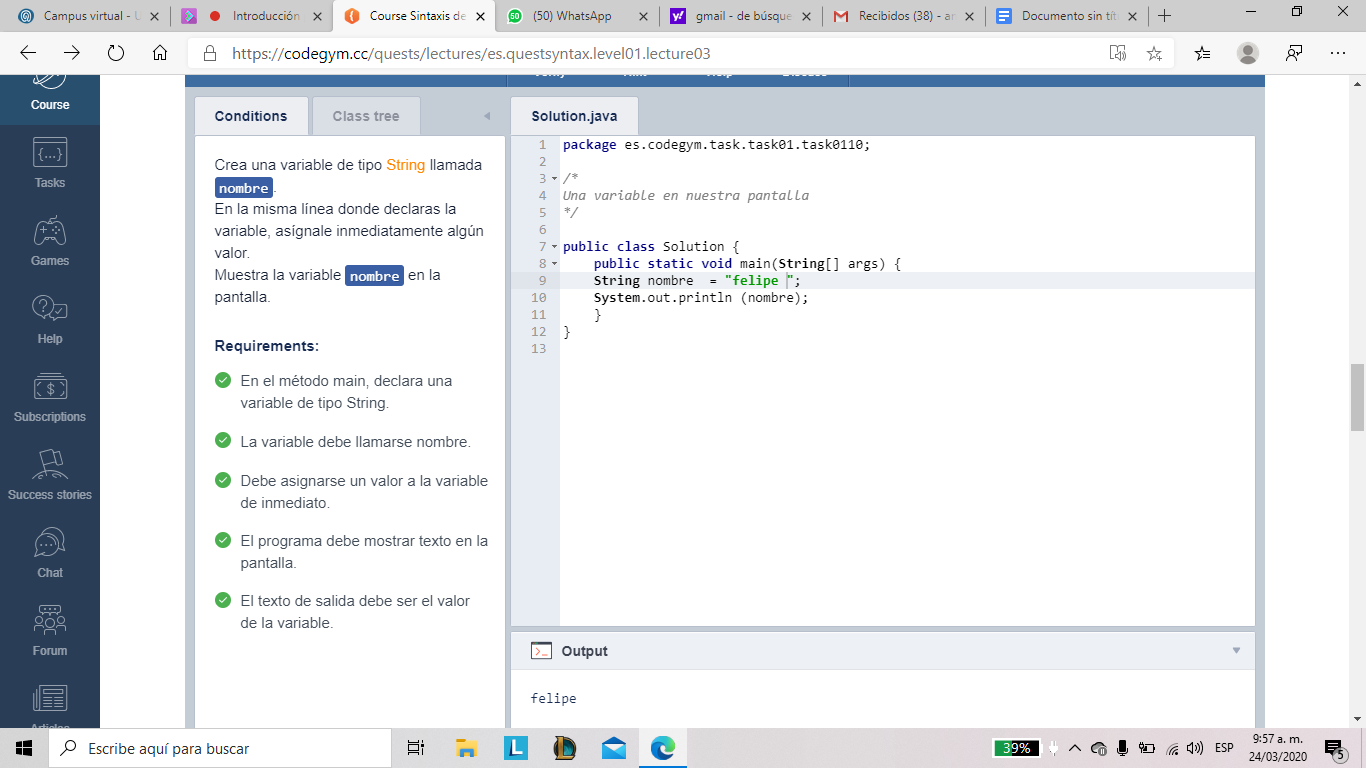 Campus virtual - U
Introducción
Course Sintaxis de
(50) WhatsApp
gmail - de búsque
Recibidos (38) - ar
Documento sin tít
https://codegym.cc/quests/lectures/es.questsyntax.level01.lecture03
Course
Tasks
Games
Help
Subscriptions
Success stories
Chat
Forum
Conditions
Class tree
Crea una variable de tipo String llamada
nombre.
En la misma línea donde declaras la
variable, asígnale inmediatamente algún
valor.
Muestra la variable nombre en la
pantalla.
Requirements:
En el método main, declara una
variable de tipo String.
La variable debe llamarse nombre.
Debe asignarse un valor a la variable
de inmediato.
El programa debe mostrar texto en la
pantalla.
El texto de salida debe ser el valor
de la variable.
Solution.java
1 package es.codegym.task.task01.task0110;
2
3 /*
4 Una variable en nuestra pantalla
5 */
6
7 public class Solution {
8 public static void main(String[] args) {
9 String nombre  = "felipe ";
10 System.out.println (nombre);
11 }
12 }
13
Output
felipe
Escribe aquí para buscar
39%
ESP
9:57 a. m.
24/03/2020
5